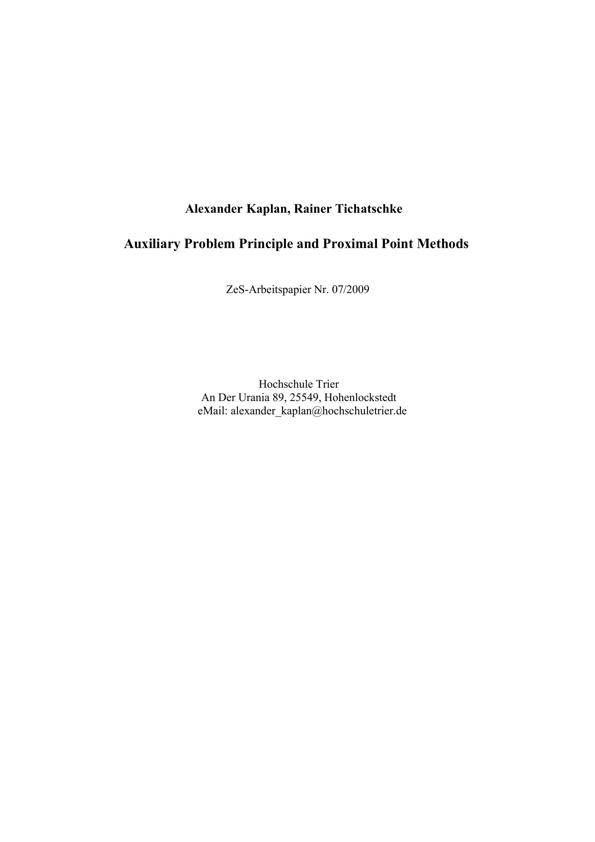 Alexander Kaplan, Rainer Tichatschke
Auxiliary Problem Principle and Proximal Point Methods
ZeS-Arbeitspapier Nr. 07/2009
Hochschule Trier
An Der Urania 89, 25549, Hohenlockstedt
eMail: alexander_kaplan@hochschuletrier.de